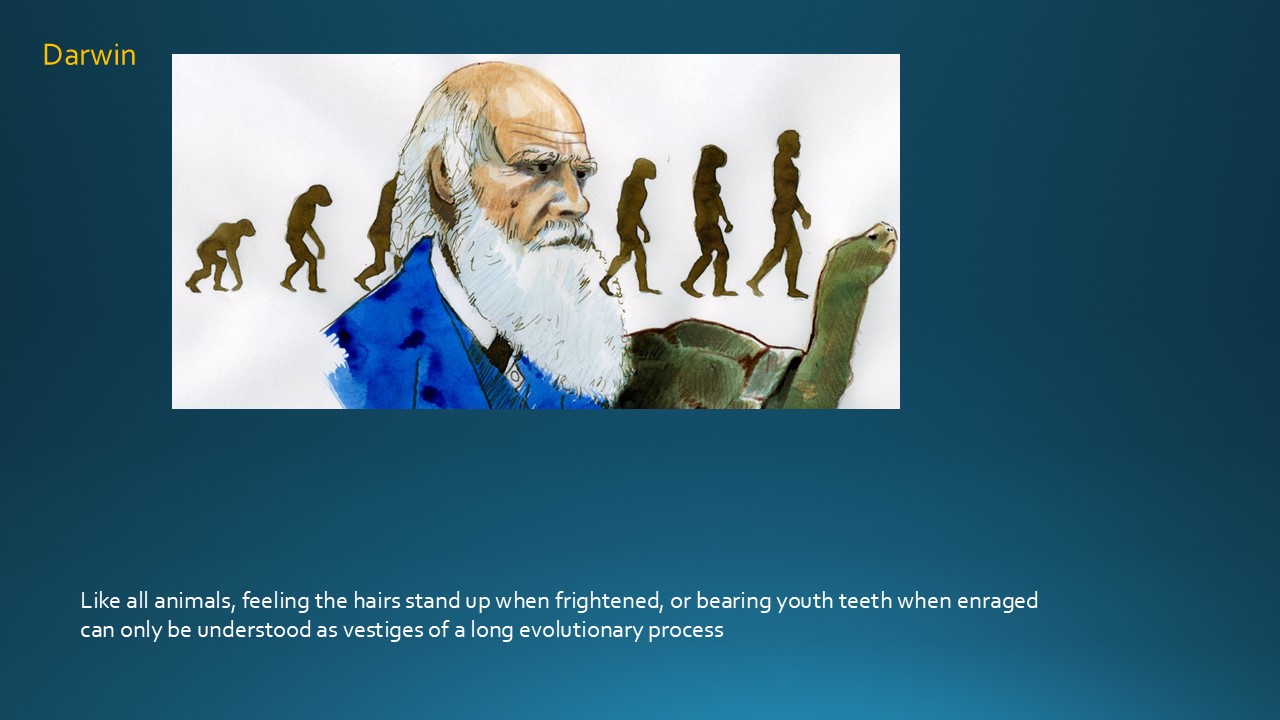 Darwin
Like all animals, feeling the hairs stand up when frightened, or bearing youth teeth when enraged
can only be understood as vestiges of a long evolutionary process